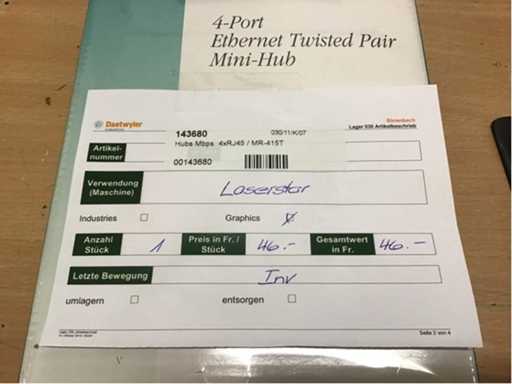 4-Port
Ethernet Twisted Pair
Mini-Hub
Daetwyler
Bleienbach
Lager 030 Artikelbeschrieb
143680 030/11/K/07
Hubs Mbps 4xRJ45 / MR-415T
Artikel-
nummer
00143680
Verwendung
(Maschine)
Laserstar
Industries
Graphics
Anzahl
Stück
1
Preis in Fr. /
Stück
46.-
Gesamtwert
in Fr.
46.-
Letzte Bewegung
Inv
umlagern
entsorgen
Seite 2 von 4